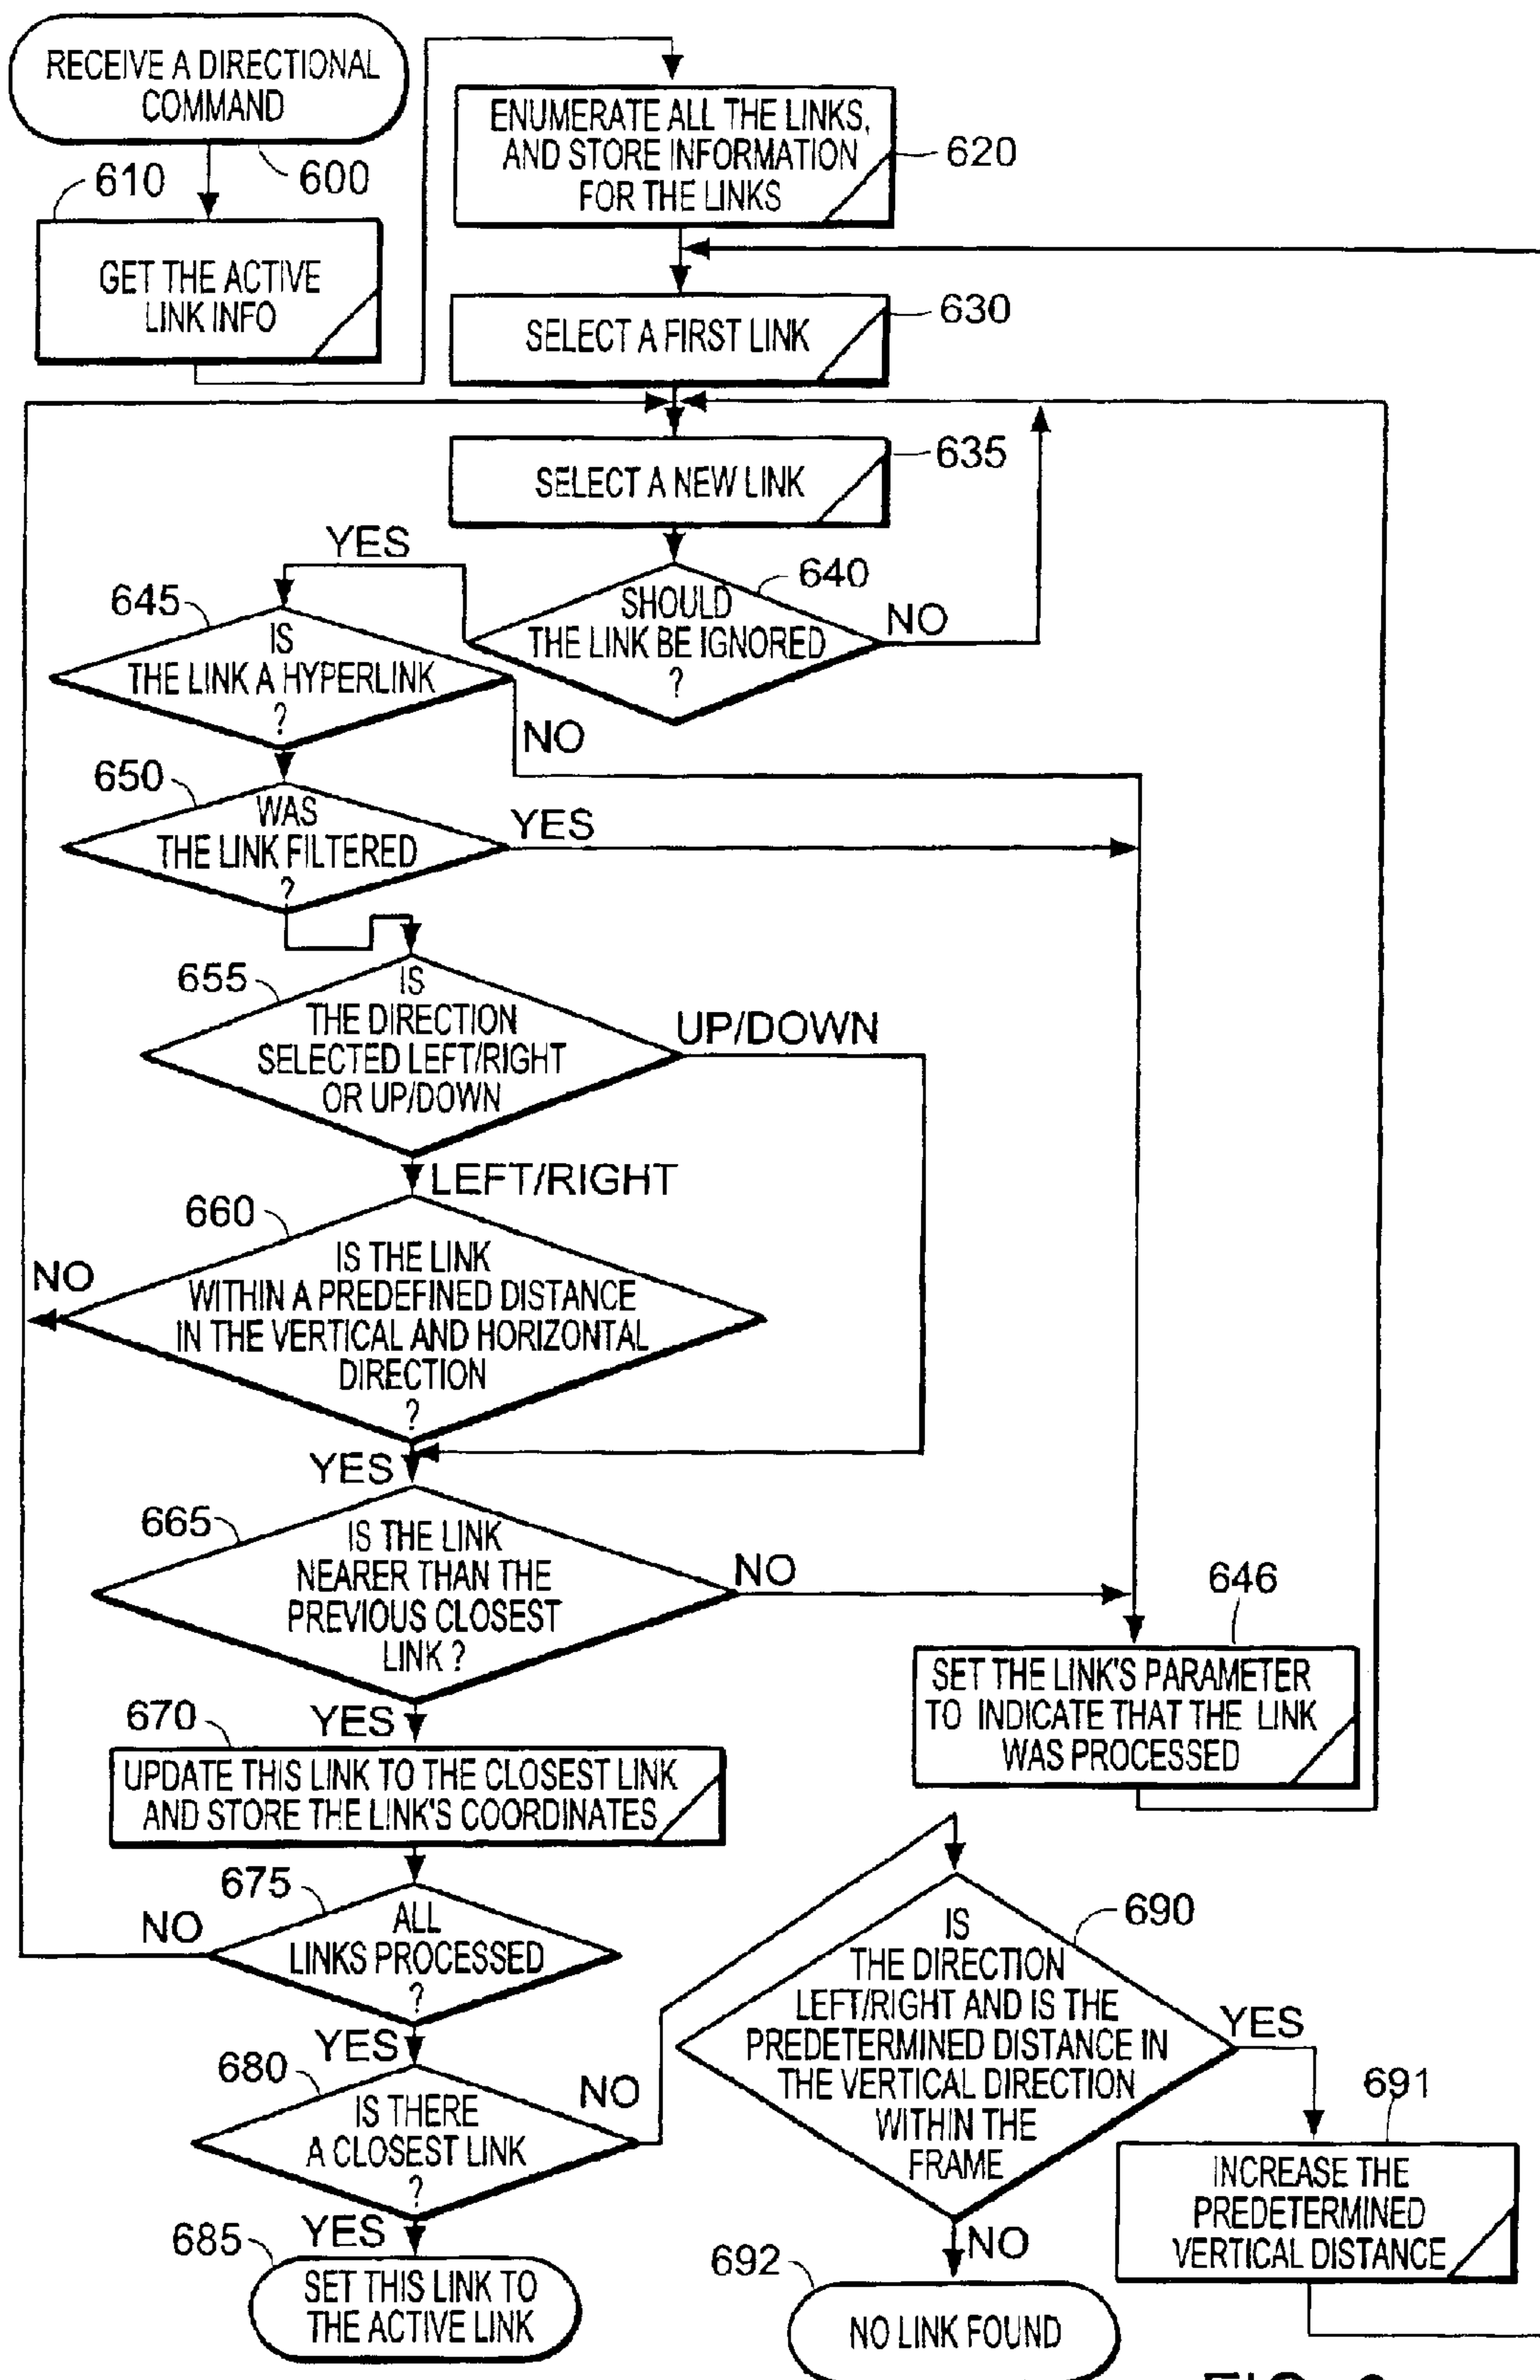 RECEIVE A DIRECTIONAL
COMMAND
600
610
GET THE ACTIVE
LINK INFO
ENUMERATE ALL THE LINKS,
AND STORE INFORMATION
FOR THE LINKS
620
SELECT A FIRST LINK
630
SELECT A NEW LINK
635
YES
640
SHOULD
THE LINK BE IGNORED
?
NO
645
IS
THE LINK A HYPERLINK
?
NO
650
WAS
THE LINK FILTERED
?
YES
655
IS
THE DIRECTION
SELECTED LEFT/RIGHT
OR UP/DOWN
UP/DOWN
LEFT/RIGHT
660
NO
IS THE LINK
WITHIN A PREDEFINED DISTANCE
IN THE VERTICAL AND HORIZONTAL
DIRECTION
?
YES
665
IS THE LINK
NEARER THAN THE
PREVIOUS CLOSEST
LINK ?
NO
646
SET THE LINK'S PARAMETER
TO INDICATE THAT THE LINK
WAS PROCESSED
YES
670
UPDATE THIS LINK TO THE CLOSEST LINK
AND STORE THE LINK'S COORDINATES
675
NO
ALL
LINKS PROCESSED
?
YES
680
IS THERE
A CLOSEST LINK
?
NO
YES
685
SET THIS LINK TO
THE ACTIVE LINK
690
IS
THE DIRECTION
LEFT/RIGHT AND IS THE
PREDETERMINED DISTANCE IN
THE VERTICAL DIRECTION
WITHIN THE
FRAME
YES
691
INCREASE THE
PREDETERMINED
VERTICAL DISTANCE
NO
692
NO LINK FOUND